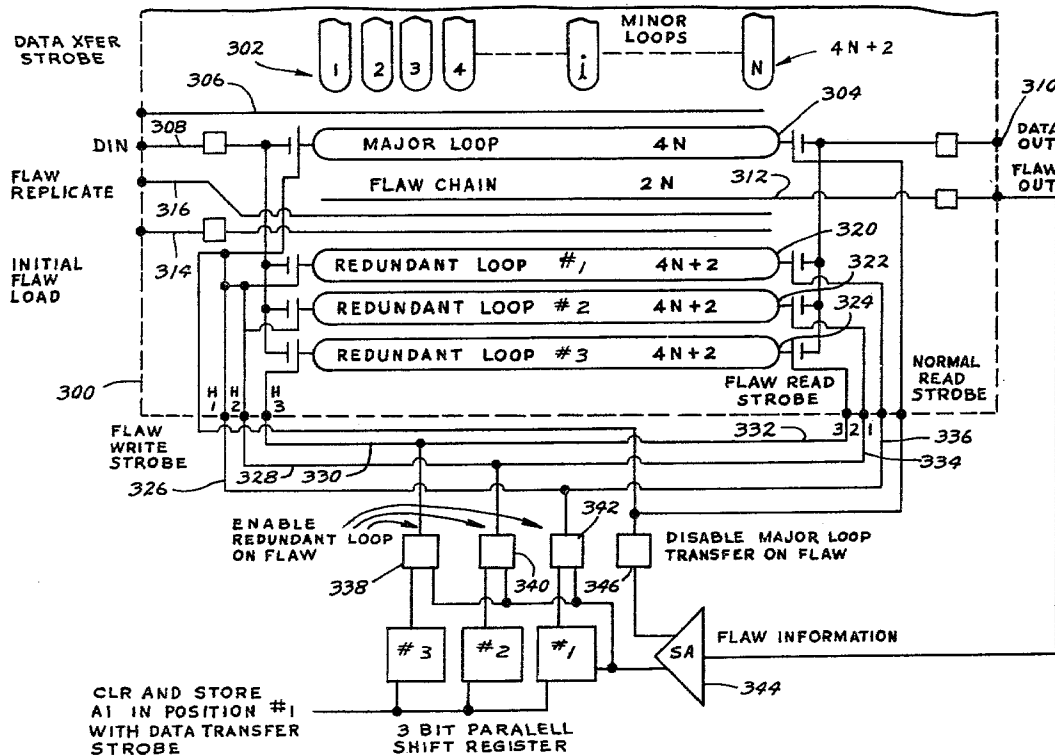 DATA XFER
STROBE
302
306
1
2
3
4
MINOR
LOOPS
i
N
4N+2
304
310
DIN
308
MAJOR LOOP 4N
DATA
OUT
FLAW
REPLICATE
316
FLAW CHAIN 2N
312
FLAW
OUT
314
INITIAL
FLAW
LOAD
REDUNDANT LOOP #1 4N+2
320
REDUNDANT LOOP #2 4N+2
322
REDUNDANT LOOP #3 4N+2
324
300
H
1
H
2
H
3
FLAW READ
STROBE
NORMAL
READ
STROBE
FLAW
WRITE
STROBE
326
328
330
332
3
2
1
336
334
ENABLE
REDUNDANT LOOP
ON FLAW
338
340
342
346
DISABLE MAJOR LOOP
TRANSFER ON FLAW
#3
#2
#1
SA
FLAW INFORMATION
344
CLR AND STORE
A1 IN POSITION #1
WITH DATA TRANSFER
STROBE
3 BIT PARALELL
SHIFT REGISTER